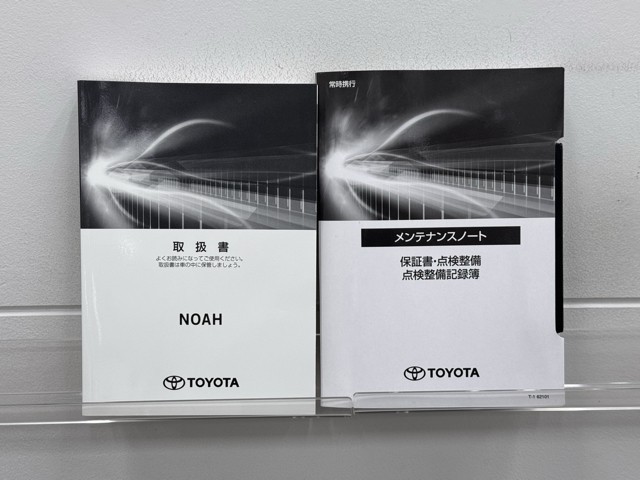 取扱書
よくお読みになってご使用ください。
取扱書は車の中に保管しましょう。
NOAH
TOYOTA
常時携行
メンテナンスノート
保証書・点検整備
点検整備記録簿
TOYOTA